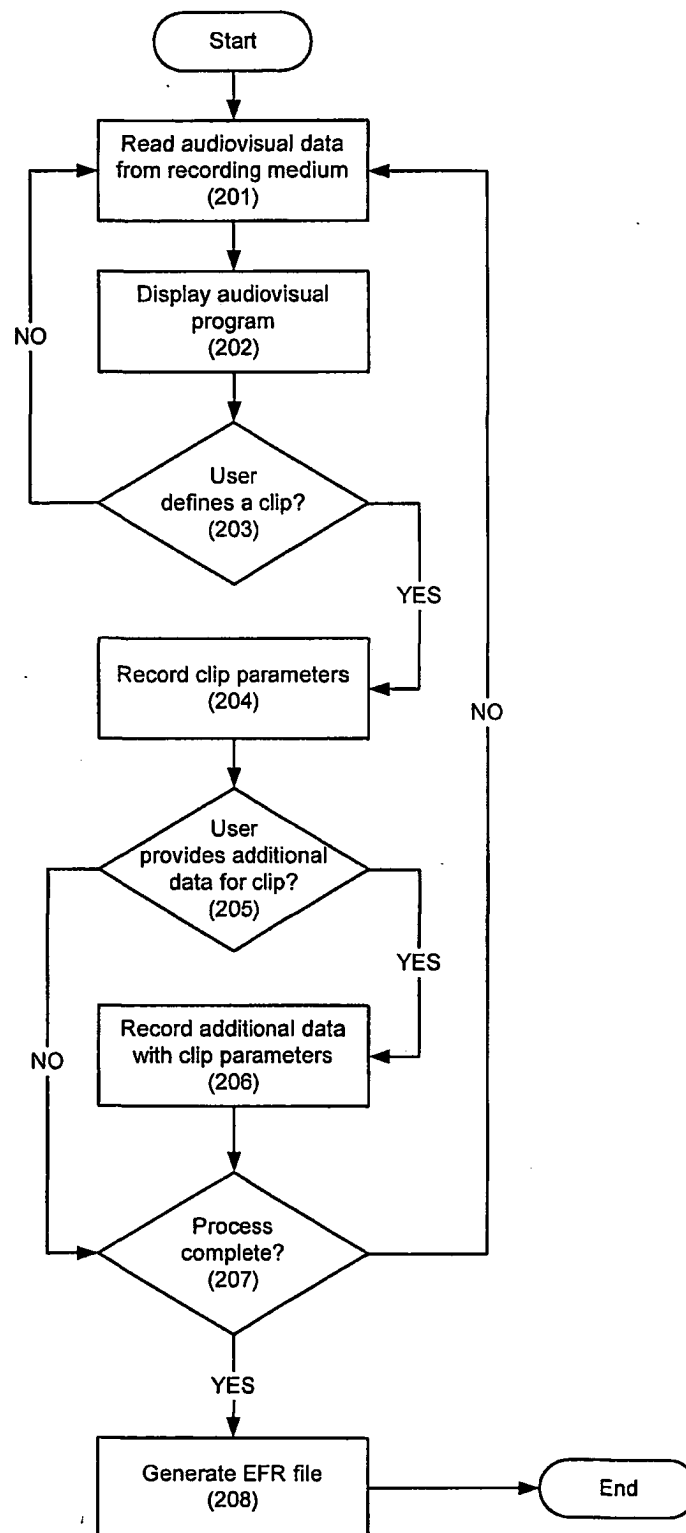 Start
Read audiovisual data
from recording medium
(201)
Display audiovisual
program
(202)
NO
User
defines a clip?
(203)
YES
Record clip parameters
(204)
NO
User
provides additional
data for clip?
(205)
YES
Record additional data
with clip parameters
(206)
NO
Process
complete?
(207)
YES
Generate EFR file
(208)
End